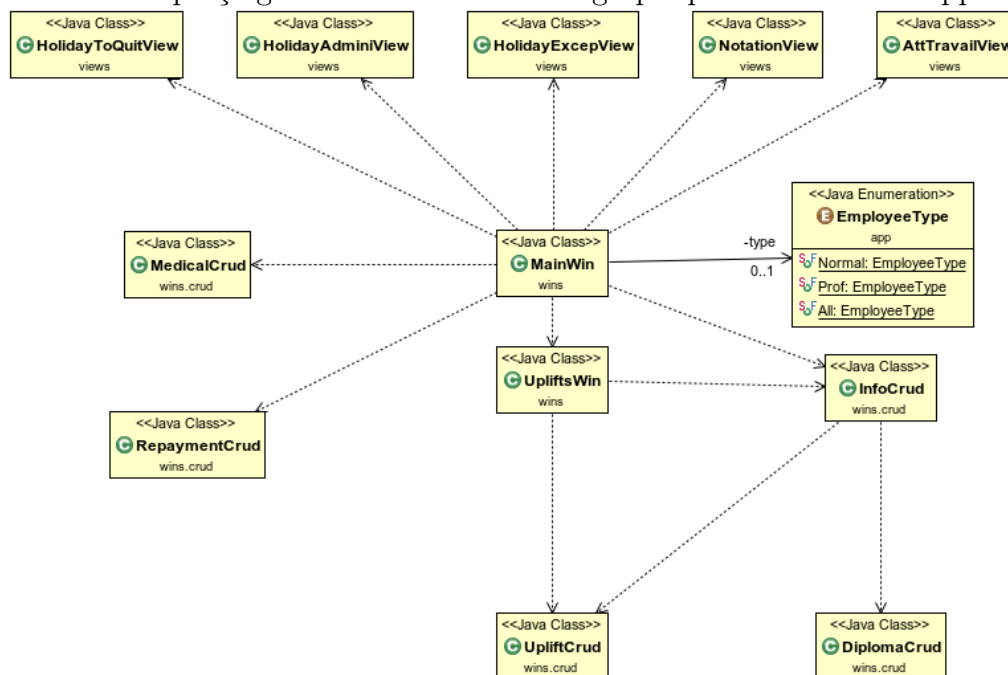 <<Java Class>>
HolidayToQuitView
views
<<Java Class>>
HolidayAdminiView
views
<<Java Class>>
HolidayExcepView
views
<<Java Class>>
NotationView
views
<<Java Class>>
AttTravailView
views
<<Java Class>>
MedicalCrud
wins.crud
<<Java Class>>
MainWin
wins
-type
0..1
<<Java Enumeration>>
EmployeeType
app
Normal: EmployeeType
Prof: EmployeeType
All: EmployeeType
<<Java Class>>
UpliftsWin
wins
<<Java Class>>
InfoCrud
wins.crud
<<Java Class>>
RepaymentCrud
wins.crud
<<Java Class>>
UpliftCrud
wins.crud
<<Java Class>>
DiplomaCrud
wins.crud